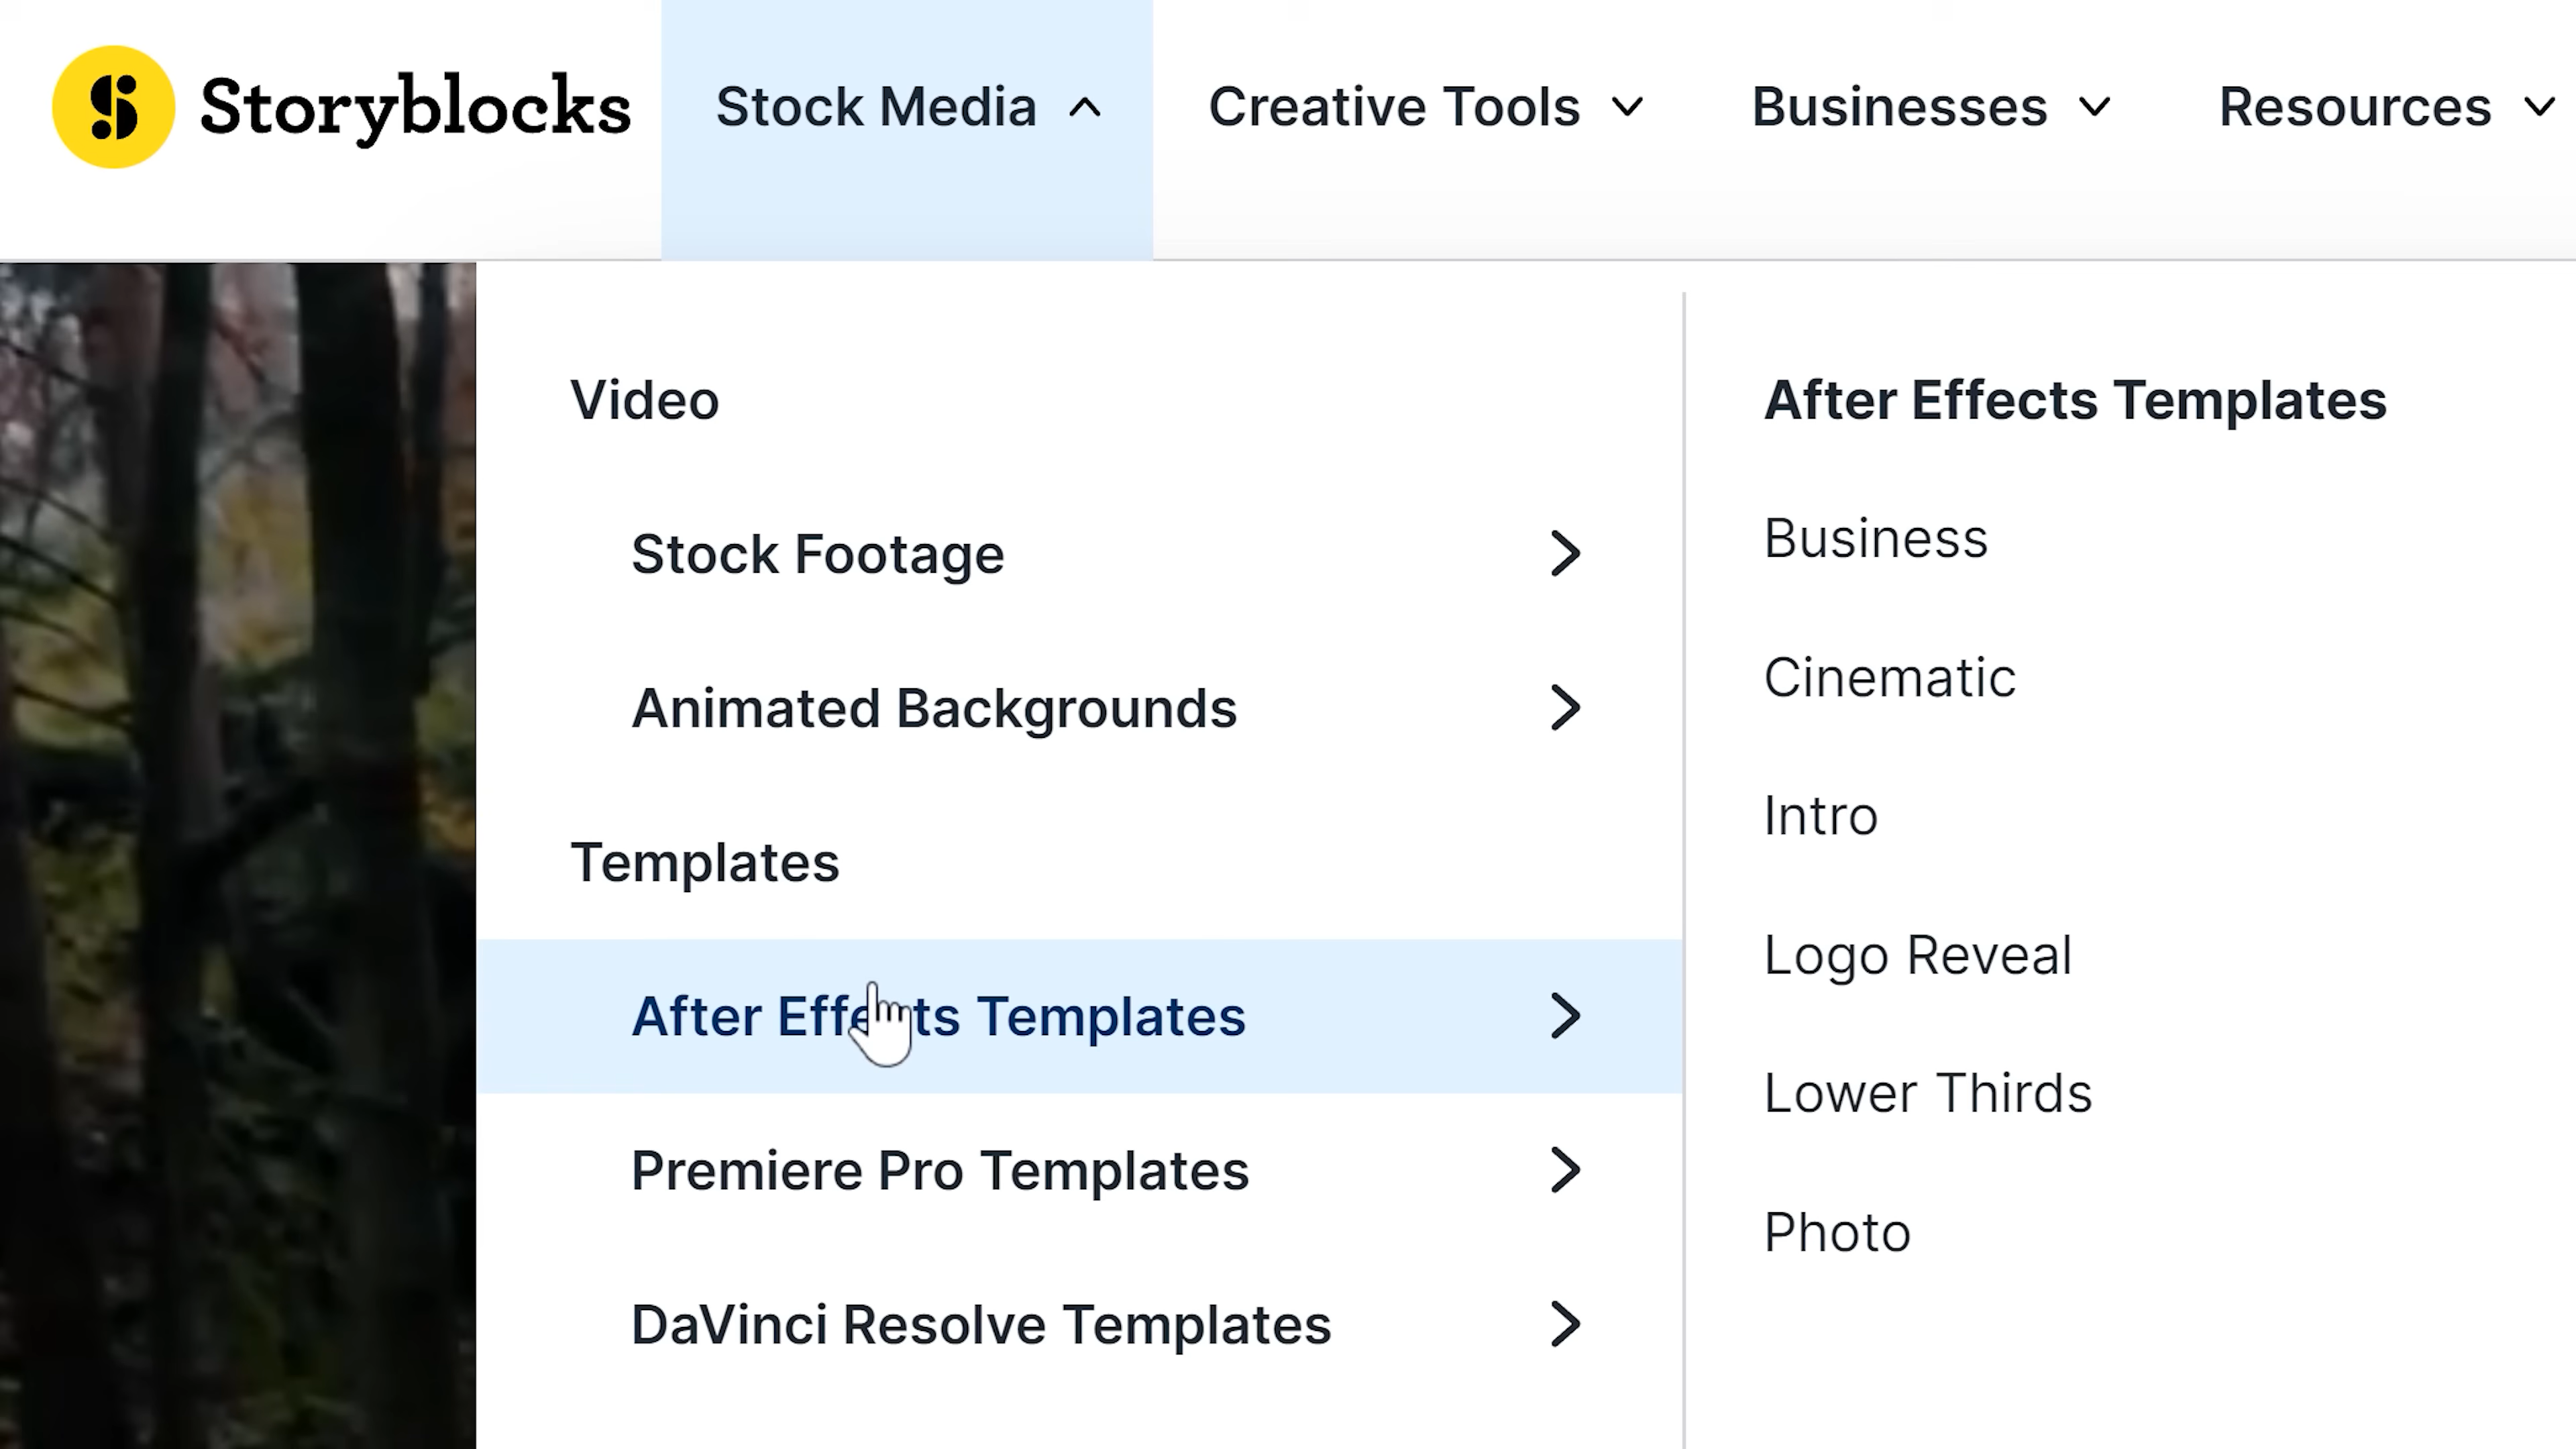 Storyblocks
Stock Media
Creative Tools
Businesses
Resources
Video
Stock Footage
Animated Backgrounds
Templates
After Effects Templates
Premiere Pro Templates
DaVinci Resolve Templates
After Effects Templates
Business
Cinematic
Intro
Logo Reveal
Lower Thirds
Photo